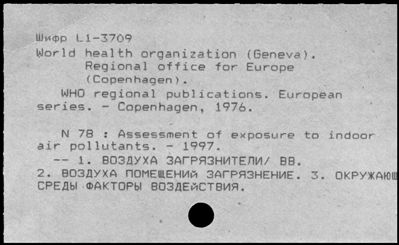 Шифр L1-3709
World health organization (Geneva).
Regional office for Europe
(Copenhagen).
WHO regional publications. European
series. - Copenhagen, 1976.
N 78 : Assessment of exposure to indoor
air pollutants. - 1997.
-- 1. ВОЗДУХА ЗАГРЯЗНИТЕЛИ/ ВВ.
2. ВОЗДУХА ПОМЕЩЕНИй ЗАГРЯЗНЕНИЕ. 3. ОКРУЖАЮЩ
СРЕДЫ ФАКТОРЫ ВОЗДЕйСТВИЯ.